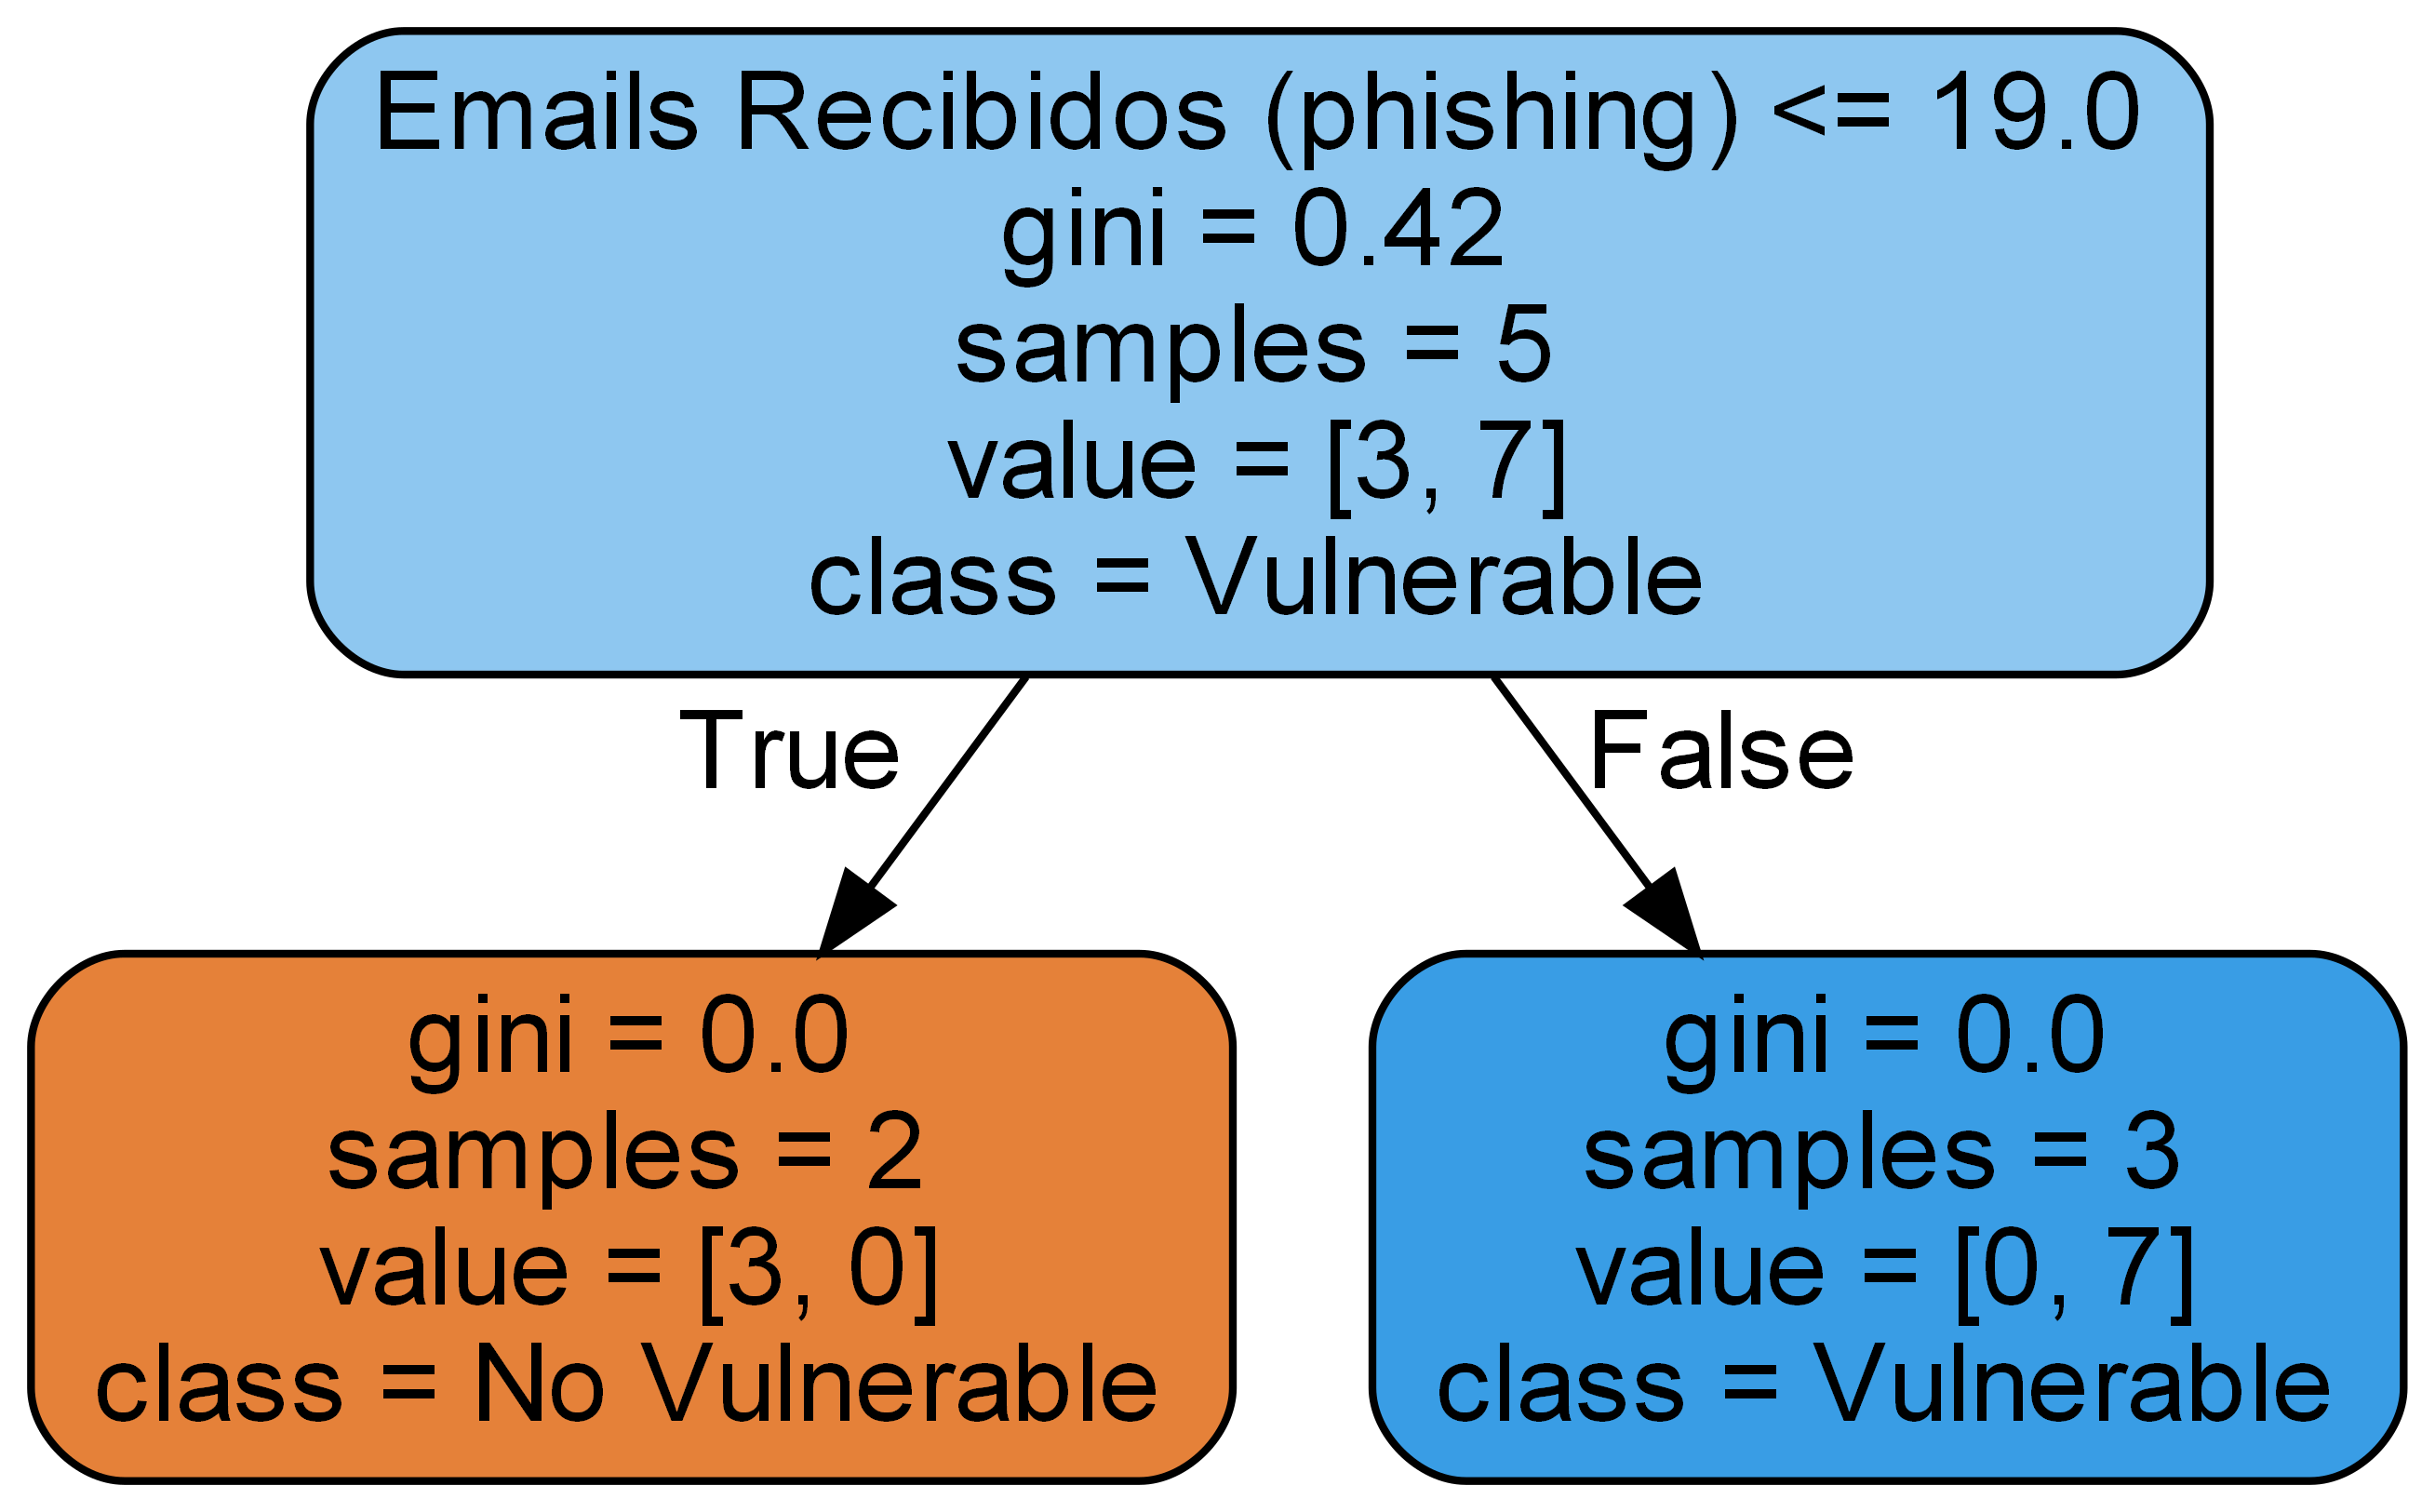 Emails Recibidos (phishing) <= 19.0
gini = 0.42
samples = 5
value = [3, 7]
class = Vulnerable
True
False
gini = 0.0
samples = 2
value = [3, 0]
class = No Vulnerable
gini = 0.0
samples = 3
value = [0, 7]
class = Vulnerable